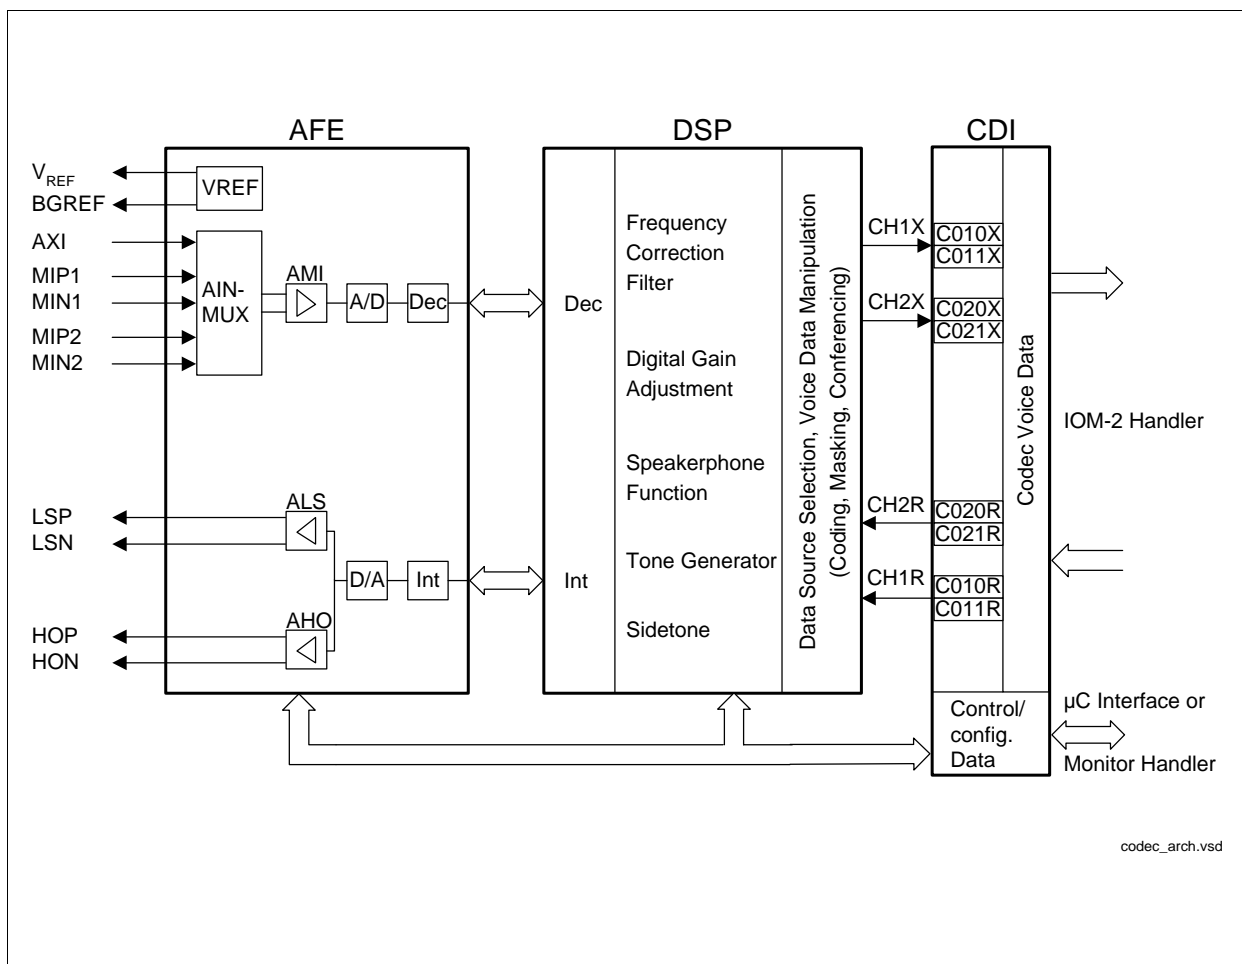 AFE
DSP
CDI
VREF
BGREF
AXI
MIP1
MIN1
MIP2
MIN2
LSP
LSN
HOP
HON
VREF
AIN-
MUX
AMI
A/D
Dec
ALS
AHO
D/A
Int
Dec
Int
Frequency
Correction
Filter
Digital Gain
Adjustment
Speakerphone
Function
Tone Generator
Sidetone
Data Source Selection, Voice Data Manipulation
(Coding, Masking, Conferencing)
CH1X
CH2X
CH2R
CH1R
C010X
C011X
C020X
C021X
C020R
C021R
C010R
C011R
Codec Voice Data
Control/
config.
Data
IOM-2 Handler
µC Interface or
Monitor Handler
codec_arch.vsd